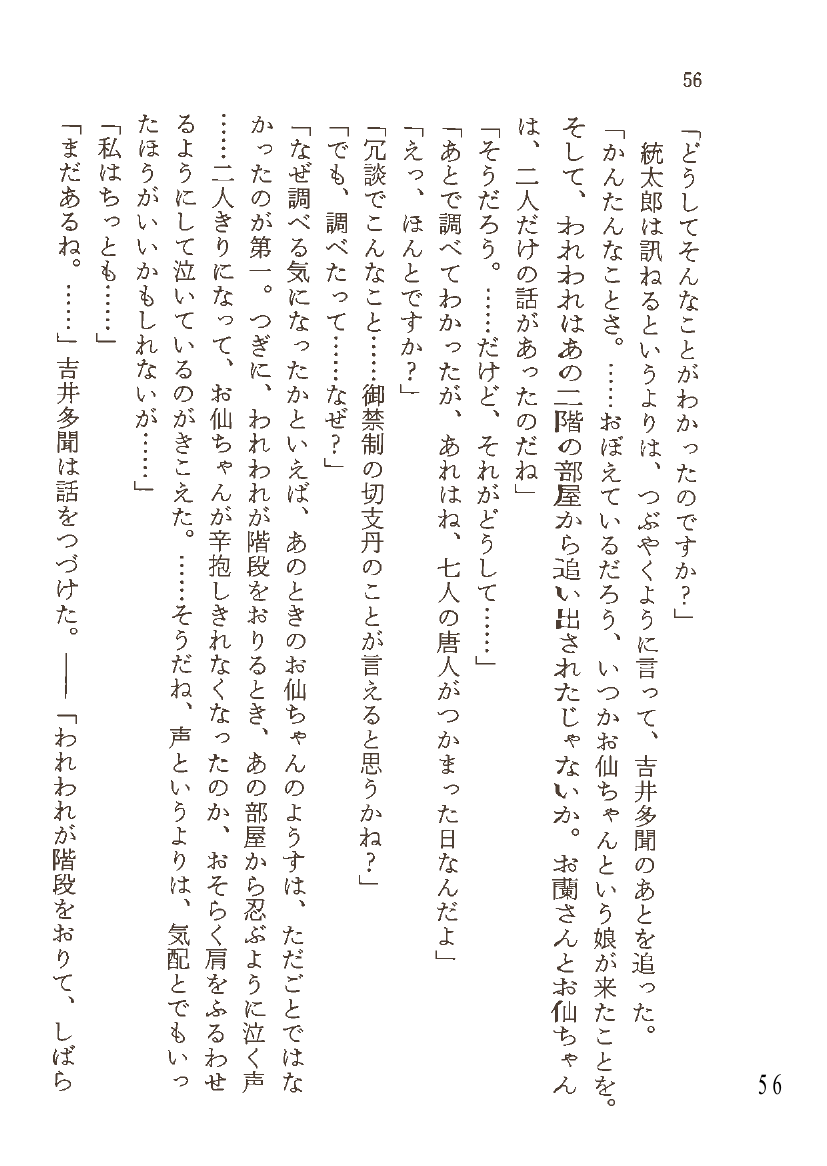 56
「どうしてそんなことがわかったのですか？」
統太郎は訊ねるというよりは、つぶやくように言って、吉井多聞のあとを追った。
「かんたんなことさ。……おぼえているだろう、いつかお仙ちゃんという娘が来たことを。
そして、われわれはあの二階の部屋から追い出されたじゃないか。お蘭さんとお仙ちゃん
は、二人だけの話があったのだね」
「そうだろう。……だけど、それがどうして……」
「あとで調べてわかったが、あれはね、七人の唐人がつかまった日なんだよ」
「えっ、ほんとですか？」
「冗談でこんなこと……御禁制の切支丹のことが言えると思うかね？」
「でも、調べたって……なぜ？」
「なぜ調べる気になったかといえば、あのときのお仙ちゃんのようすは、ただごとではな
かったのが第一。つぎに、われわれが階段をおりるとき、あの部屋から忍ぶように泣く声
……二人きりになって、お仙ちゃんが辛抱しきれなくなったのか、おそらく肩をふるわせ
るようにして泣いているのがきこえた。……そうだね、声というよりは、気配とでもいっ
たほうがいいかもしれないが……」
「私はちっとも……」
「まだあるね。……」吉井多聞は話をつづけた。――「われわれが階段をおりて、しばら
56